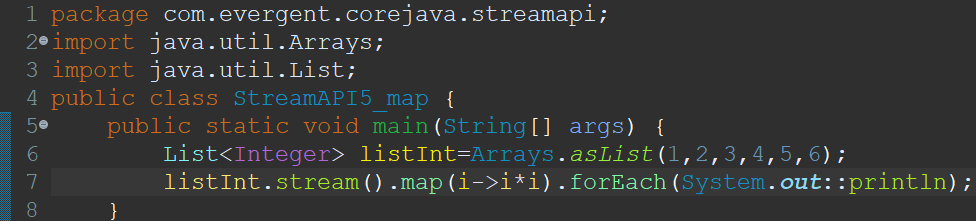 1 package com.evergent.corejava.streamapi;
2 import java.util.Arrays;
3 import java.util.List;
4 public class StreamAPI5_map {
5     public static void main(String[] args) {
6         List<Integer> listInt=Arrays.asList(1,2,3,4,5,6);
7         listInt.stream().map(i->i*i).forEach(System.out::println);
8     }